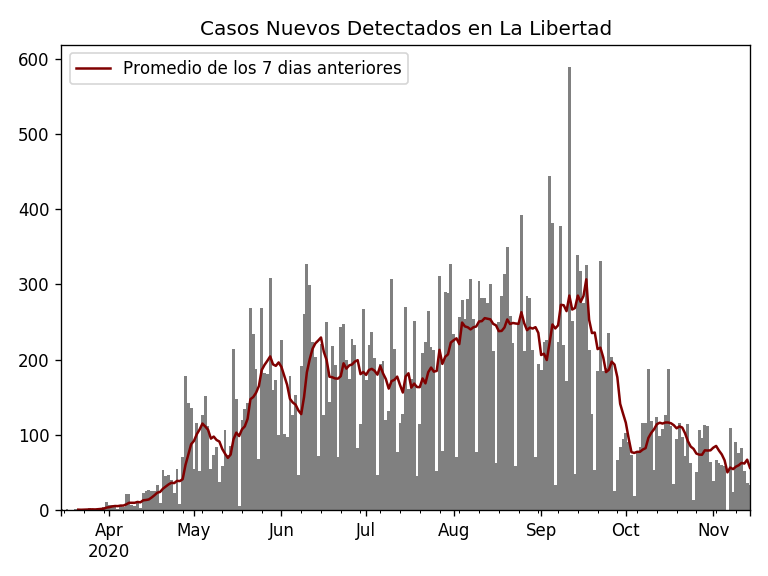 Casos Nuevos Detectados en La Libertad
Promedio de los 7 dias anteriores
600
500
400
300
200
100
0
Apr May Jun Jul Aug Sep Oct Nov
2020